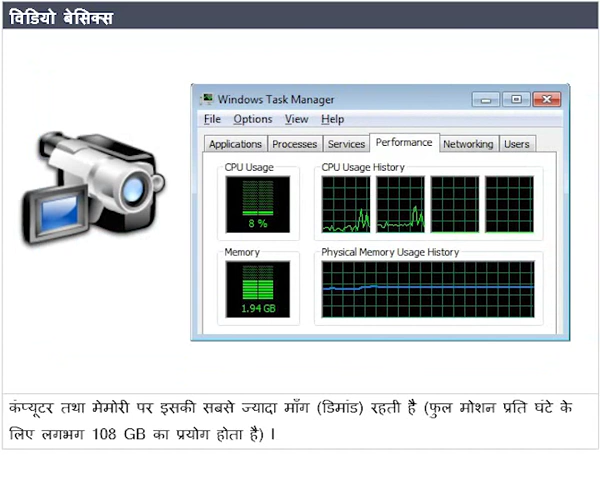 विडियो बेसिक्स
Windows Task Manager
File Options View Help
Applications Processes Services Performance Networking Users
CPU Usage CPU Usage History
8 %
Memory Physical Memory Usage History
1.94 GB
कंप्यूटर तथा मेमोरी पर इसकी सबसे ज्यादा माँग (डिमांड) रहती है (फुल मोशन प्रति घंटे के
लिए लगभग 108 GB का प्रयोग होता है) ।